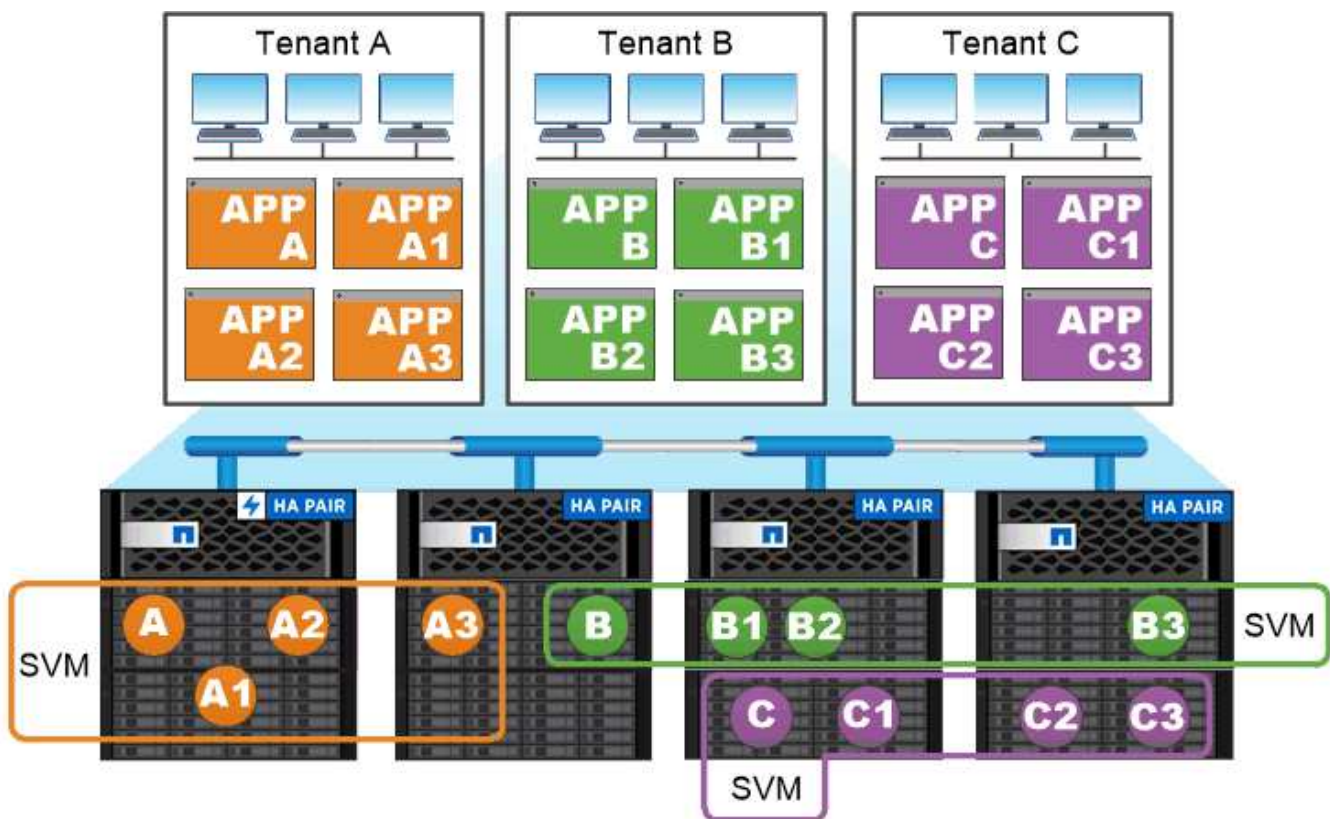 Tenant A
Tenant B
Tenant C
APP
A
APP
A1
APP
B
APP
B1
APP
C
APP
C1
APP
A2
APP
A3
APP
B2
APP
B3
APP
C2
APP
C3
HA PAIR
HA PAIR
HA PAIR
HA PAIR
SVM
A
A2
A1
A3
B
B1
B2
B3
SVM
C
C1
C2
C3
SVM